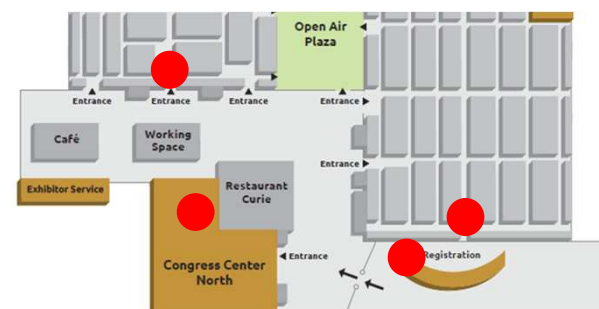 Open Air
Plaza
Entrance
Entrance
Entrance
Entrance
Café
Working
Space
Entrance
Exhibitor Service
Restaurant
Curie
Congress Center
North
Entrance
Registration